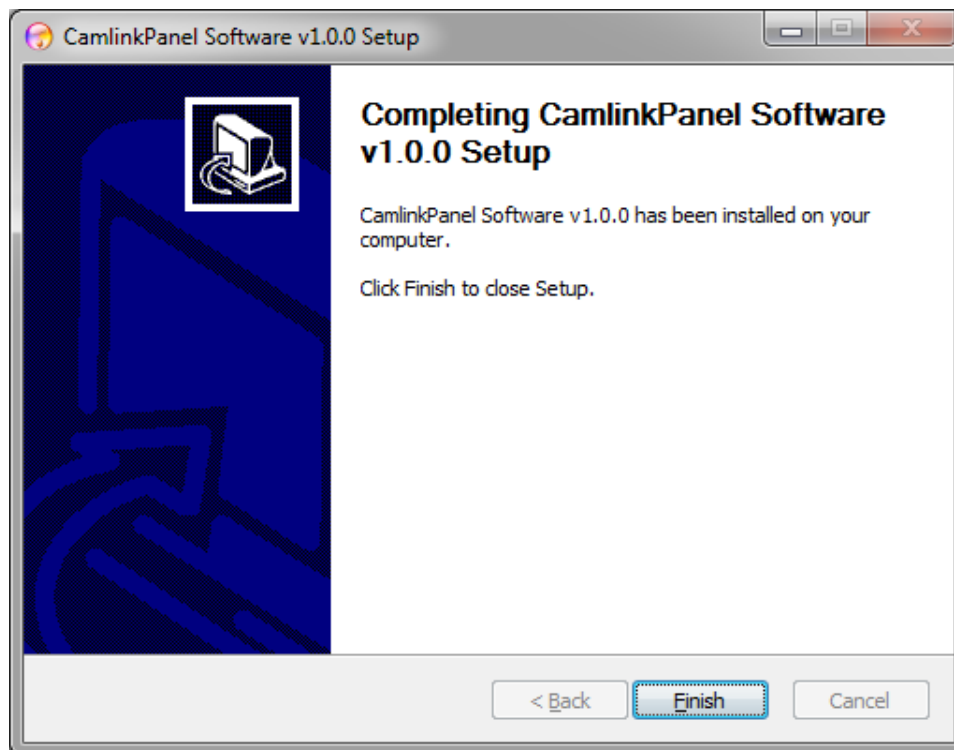 CamlinkPanel Software v1.0.0 Setup
Completing CamlinkPanel Software
v1.0.0 Setup
CamlinkPanel Software v1.0.0 has been installed on your
computer.
Click Finish to close Setup.
< Back
Finish
Cancel